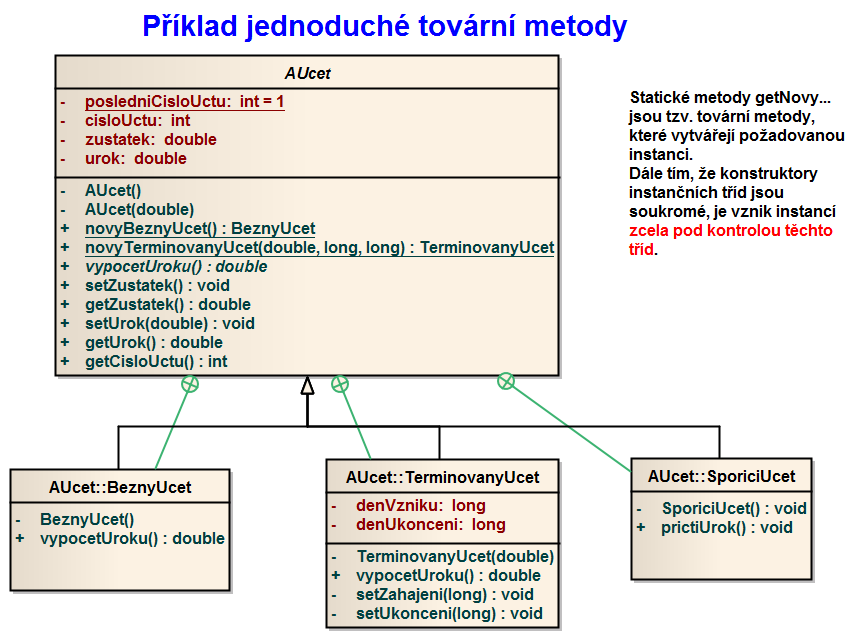 Příklad jednoduché tovární metody
AUcet
- posledniCisloUctu: int = 1
- cisloUctu: int
- zustatek: double
- urok: double
- AUcet()
- AUcet(double)
+ novyBeznyUcet() : BeznyUcet
+ novyTerminovanyUcet(double, long, long) : TerminovanyUcet
+ vypocetUroku() : double
+ setZustatek() : void
+ getZustatek() : double
+ setUrok(double) : void
+ getUrok() : double
+ getCisloUctu() : int
Statické metody getNovy...
jsou tzv. tovární metody,
které vytvářejí požadovanou
instanci.
Dále tím, že konstruktory
instančních tříd jsou
soukromé, je vznik instancí
zcela pod kontrolou těchto
tříd.
AUcet::BeznyUcet
- BeznyUcet()
+ vypocetUroku() : double
AUcet::TerminovanyUcet
- denVzniku: long
- denUkonceni: long
- TerminovanyUcet(double)
+ vypocetUroku() : double
- setZahajeni(long) : void
- setUkonceni(long) : void
AUcet::SporiciUcet
- SporiciUcet() : void
+ prictiUrok() : void